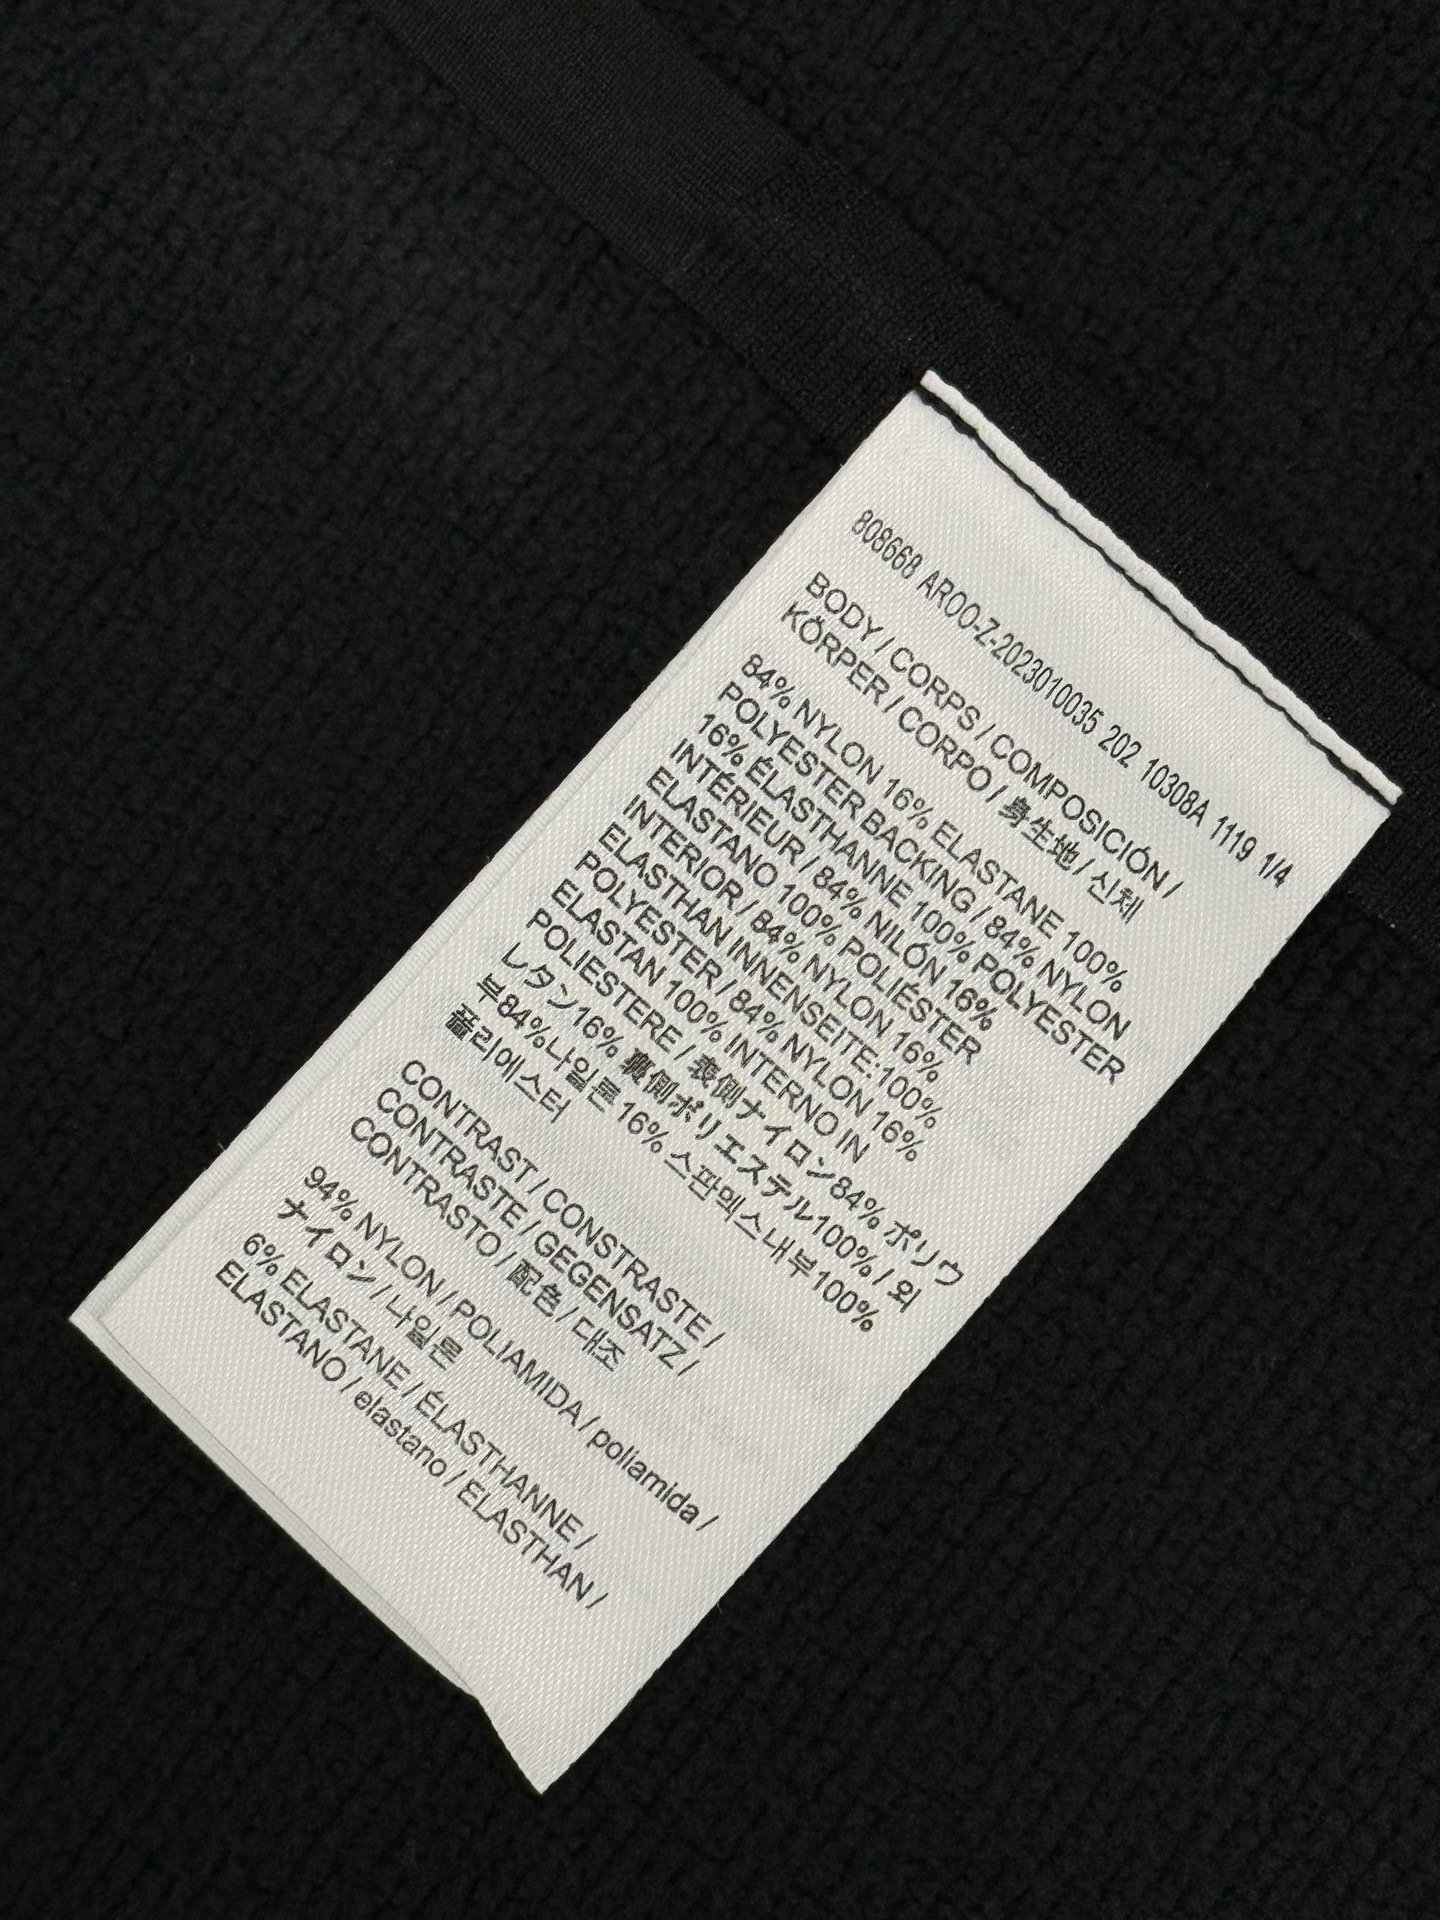 808668 AROO-Z-2023010035 202 10308A 1119 1/4
BODY / CORPS / COMPOSICIÓN /
KÖRPER / CORPO / 身生地 / 신체
84% NYLON 16% ELASTANE 100%
POLYESTER BACKING / 84% NYLON
16% ÉLASTHANNE 100% POLYESTER
INTÉRIEUR / 84% NILÓN 16%
ELASTANO 100% POLIÉSTER
INTERIOR / 84% NYLON 16%
ELASTHAN INNENSEITE:100%
POLYESTER / 84% NYLON 16%
ELASTAN 100% INTERNO IN
POLIESTERE / 表側ナイロン84% ポリウ
レタン16% 裏側ポリエステル100% / 외
부84%나일론 16% 스판덱스내부100%
폴리에스터
CONTRAST / CONSTRASTE /
CONTRASTE / GEGENSATZ /
CONTRASTO / 配色 / 대조
94% NYLON / POLIAMIDA / poliamida /
ナイロン / 나일론
6% ELASTANE / ÉLASTHANNE /
ELASTANO / elastano / ELASTHAN /